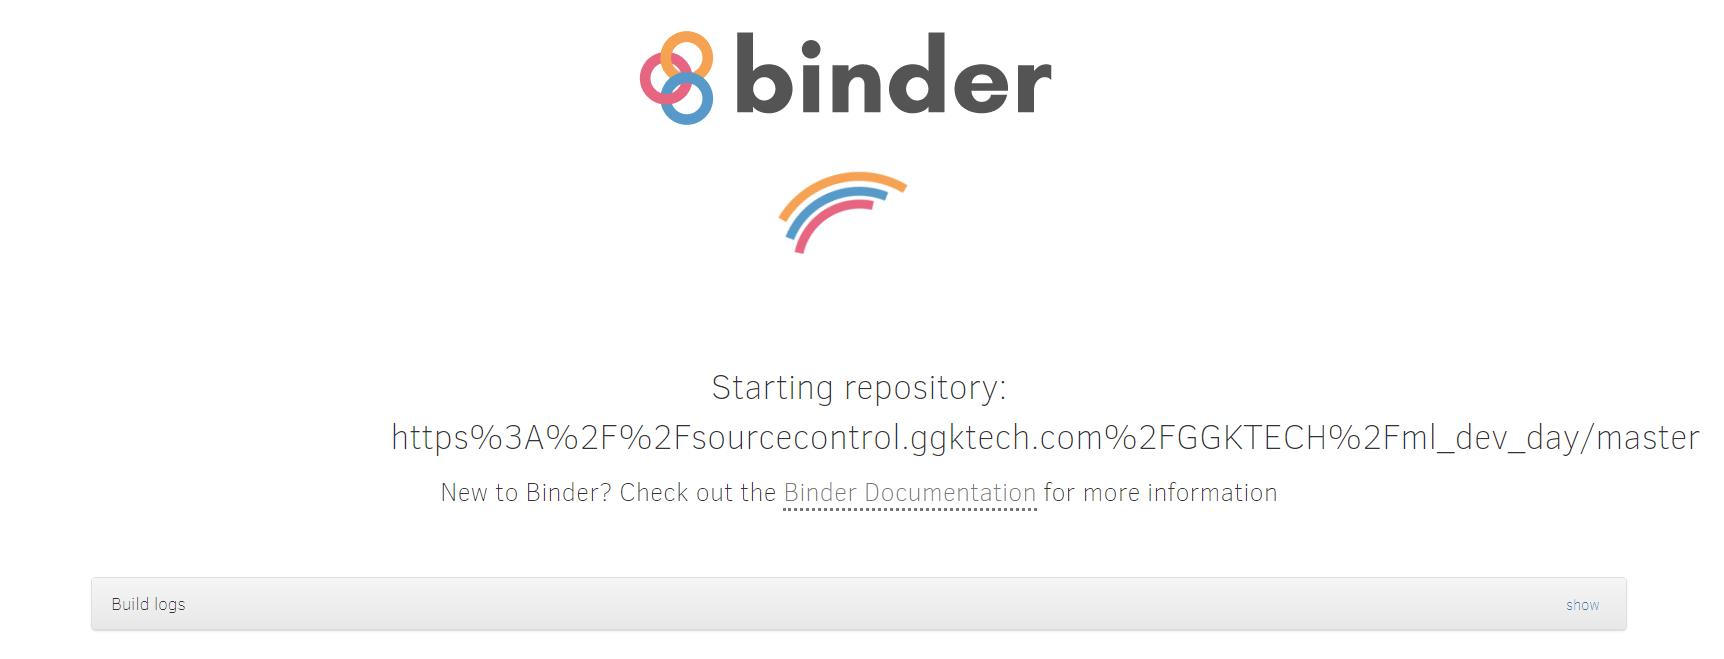 binder
Starting repository:
https%3A%2F%2Fsourcecontrol.ggktech.com%2FGGKTECH%2Fml_dev_day/master
New to Binder? Check out the Binder Documentation for more information
Build logs show